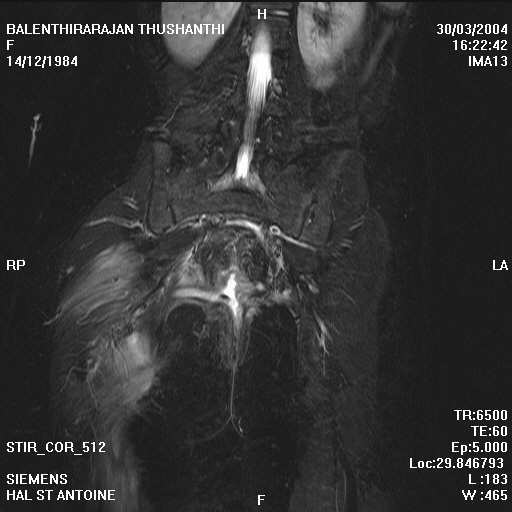 H
BALENTHIRARAJAN THUSHANTHI
F
14/12/1984
30/03/2004
16:22:42
IMA13
RP
LA
STIR_COR_512
SIEMENS
HAL ST ANTOINE
F
TR:6500
TE:60
Ep:5.000
Loc:29.846793
L :183
W :465